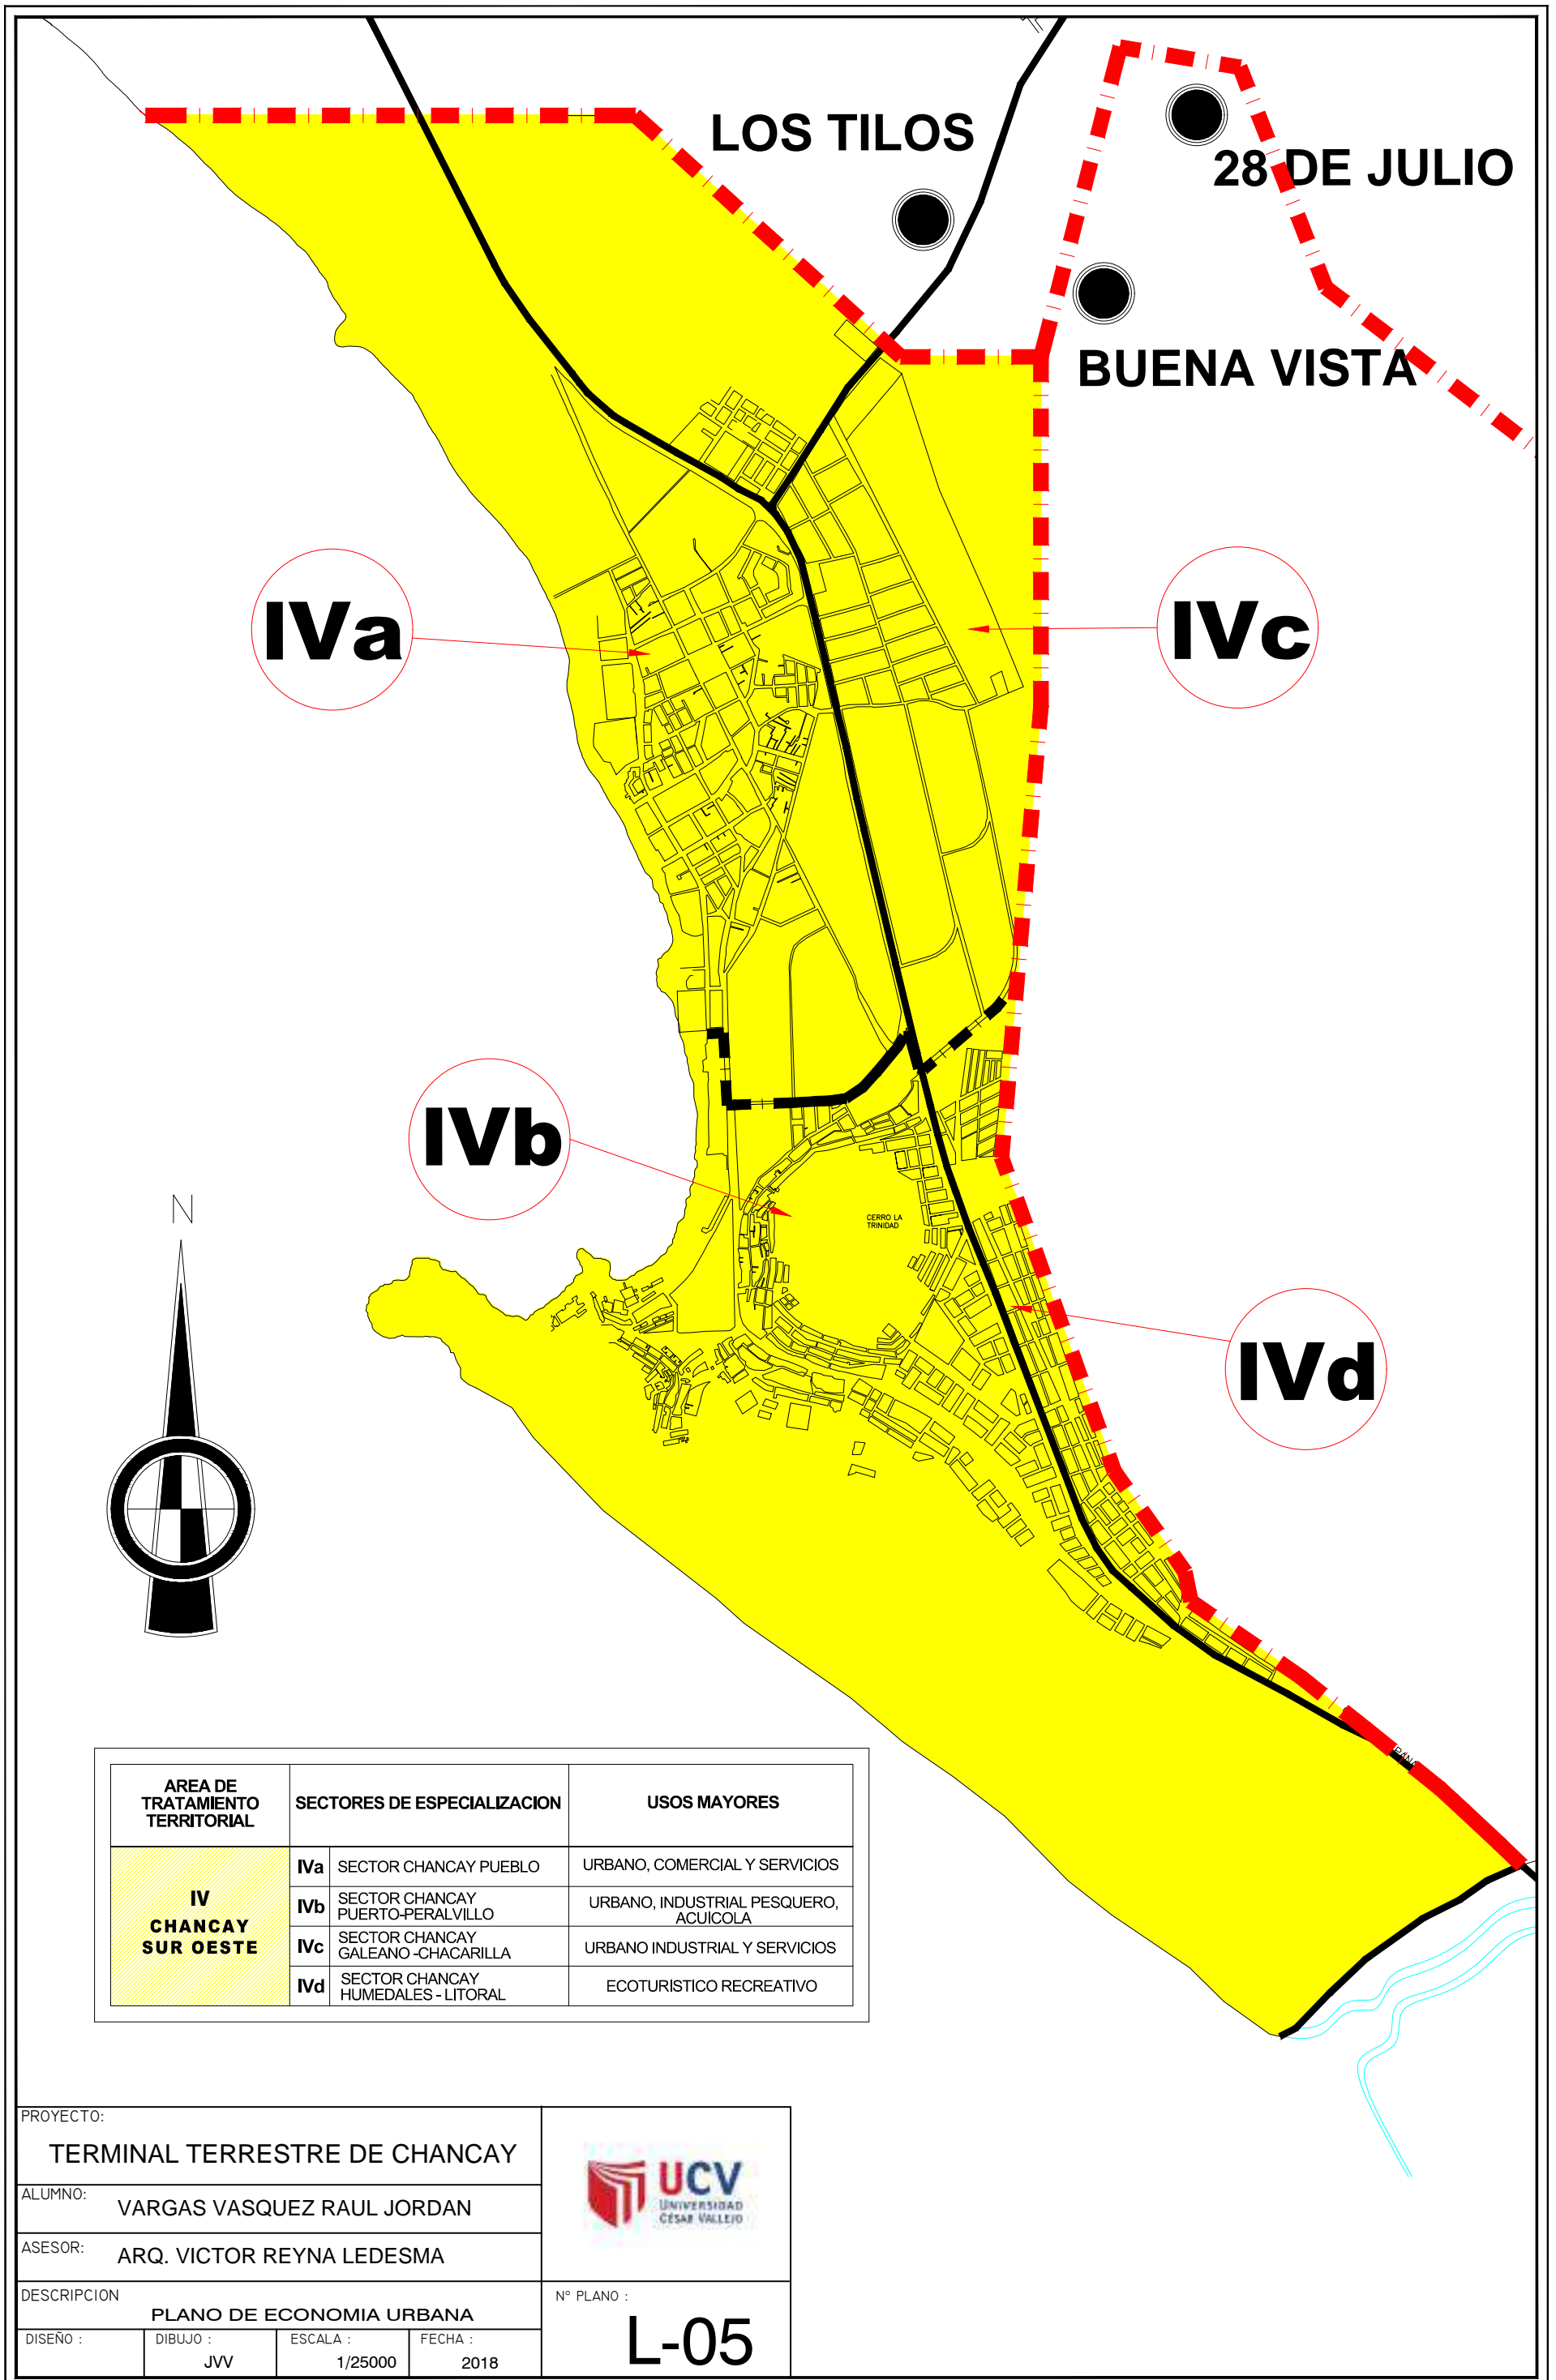 LOS TILOS
28 DE JULIO
BUENA VISTA
IVa
IVc
IVb
N
CERRO LA
TRINIDAD
IVd
AREA DE
TRATAMIENTO
TERRITORIAL
SECTORES DE ESPECIALIZACION
USOS MAYORES
IV
CHANCAY
SUR OESTE
IVa SECTOR CHANCAY PUEBLO
URBANO, COMERCIAL Y SERVICIOS
IVb SECTOR CHANCAY
PUERTO-PERALVILLO
URBANO, INDUSTRIAL PESQUERO,
ACUICOLA
IVc SECTOR CHANCAY
GALEANO -CHACARILLA
URBANO INDUSTRIAL Y SERVICIOS
IVd SECTOR CHANCAY
HUMEDALES - LITORAL
ECOTURISTICO RECREATIVO
PROYECTO:
TERMINAL TERRESTRE DE CHANCAY
ALUMNO: VARGAS VASQUEZ RAUL JORDAN
ASESOR: ARQ. VICTOR REYNA LEDESMA
DESCRIPCION
PLANO DE ECONOMIA URBANA
DISEÑO :
DIBUJO :
JVV
ESCALA :
1/25000
FECHA :
2018
UCV
UNIVERSIDAD
CÉSAR VALLEJO
N° PLANO :
L-05